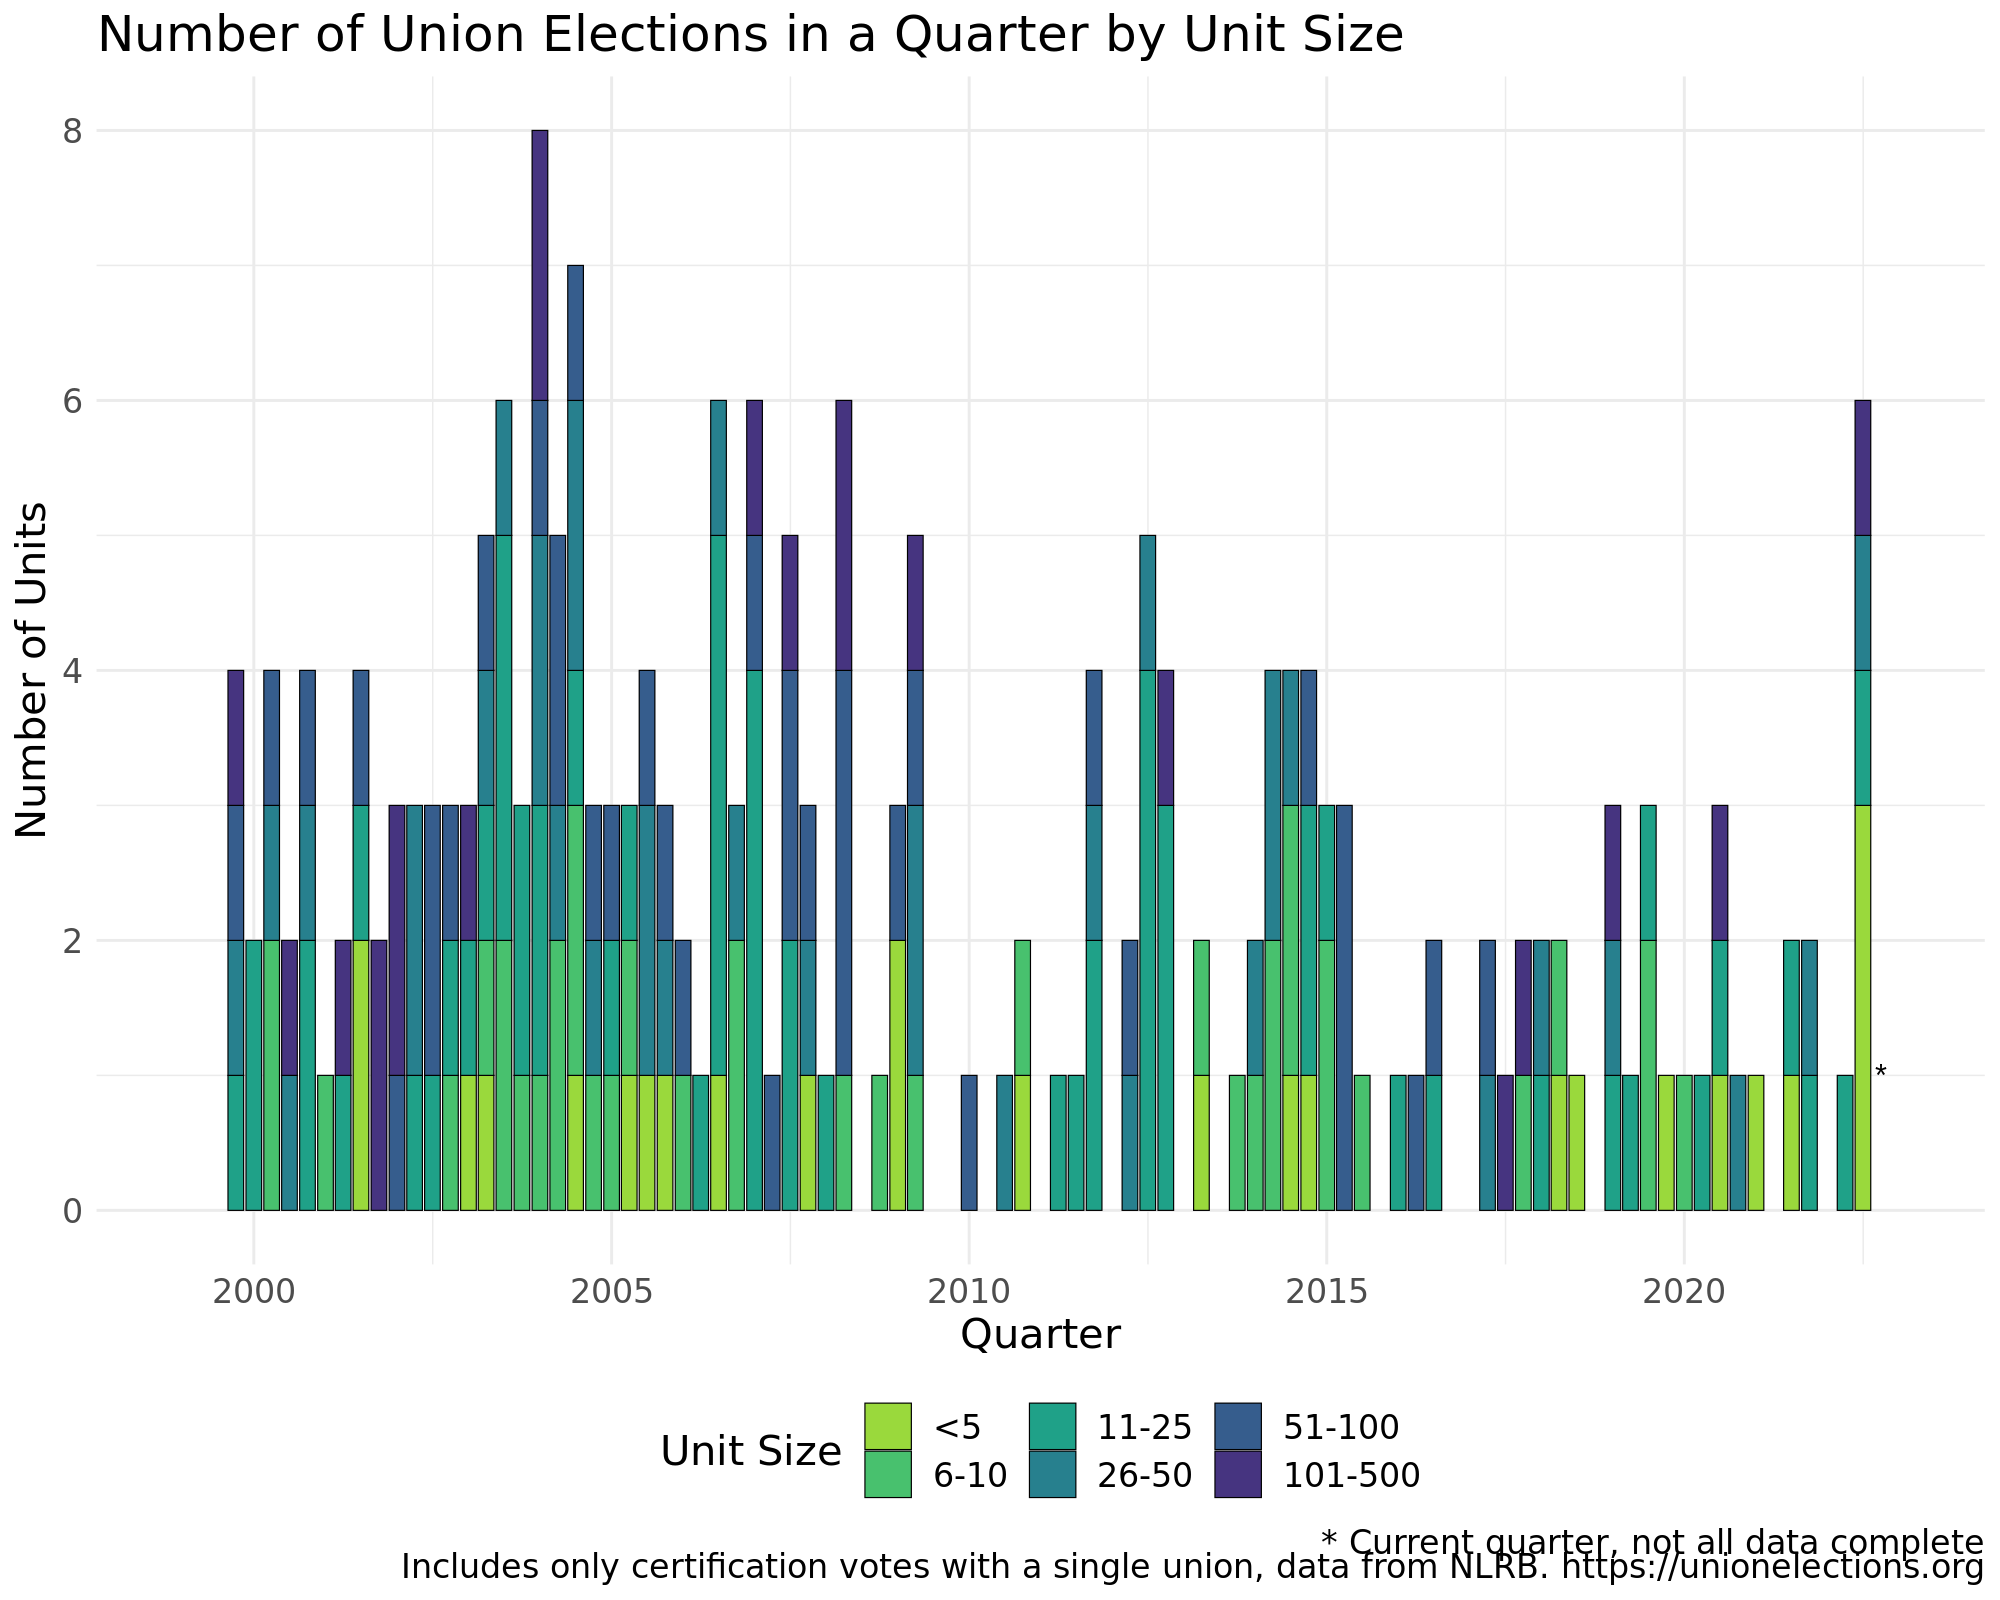 Number of Union Elections in a Quarter by Unit Size
Number of Units
8
6
4
2
0
*
2000 2005 2010 2015 2020
Quarter
Unit Size
<5 11-25 51-100
6-10 26-50 101-500
* Current quarter, not all data complete
Includes only certification votes with a single union, data from NLRB. https://unionelections.org